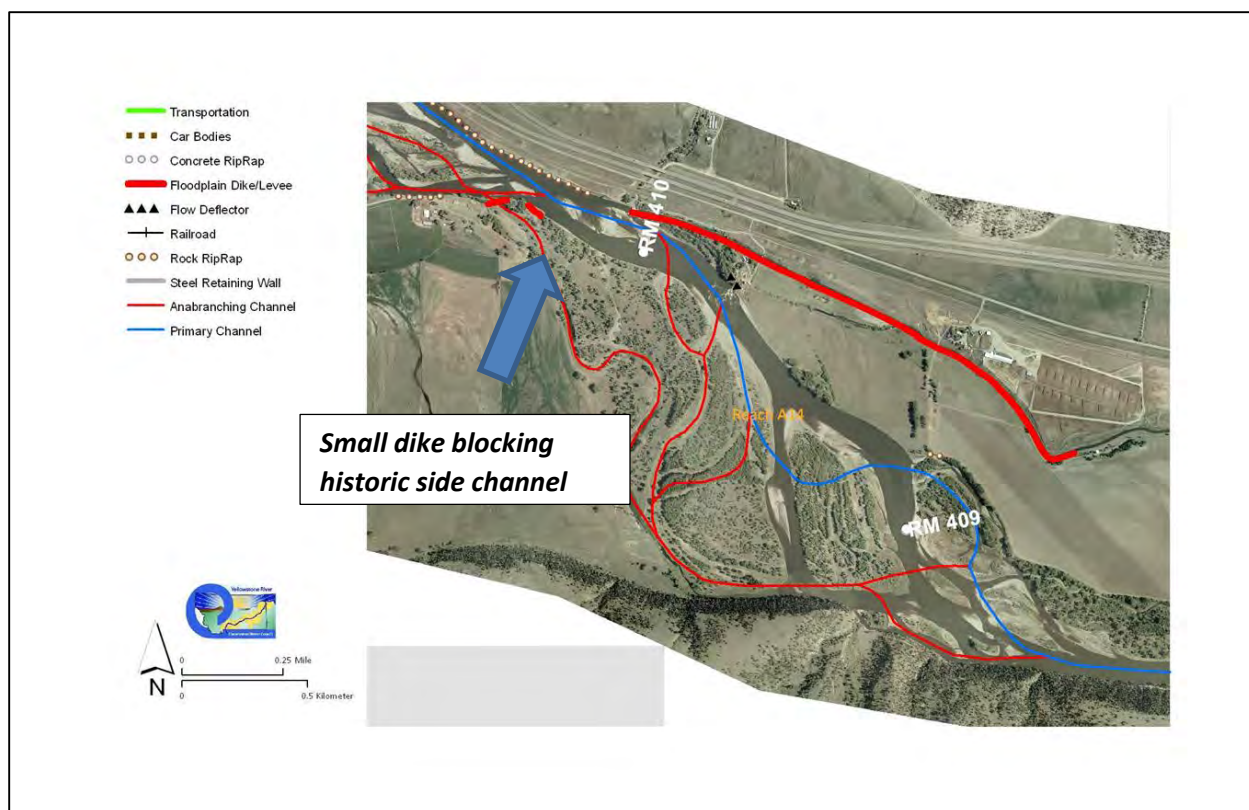 Transportation
Car Bodies
Concrete RipRap
Floodplain Dike/Levee
Flow Deflector
Railroad
Rock RipRap
Steel Retaining Wall
Anabranching Channel
Primary Channel
RM 410
Small dike blocking
historic side channel
RM 409
Yellowstone River
N
0 0.25 Mile
0 0.5 Kilometer